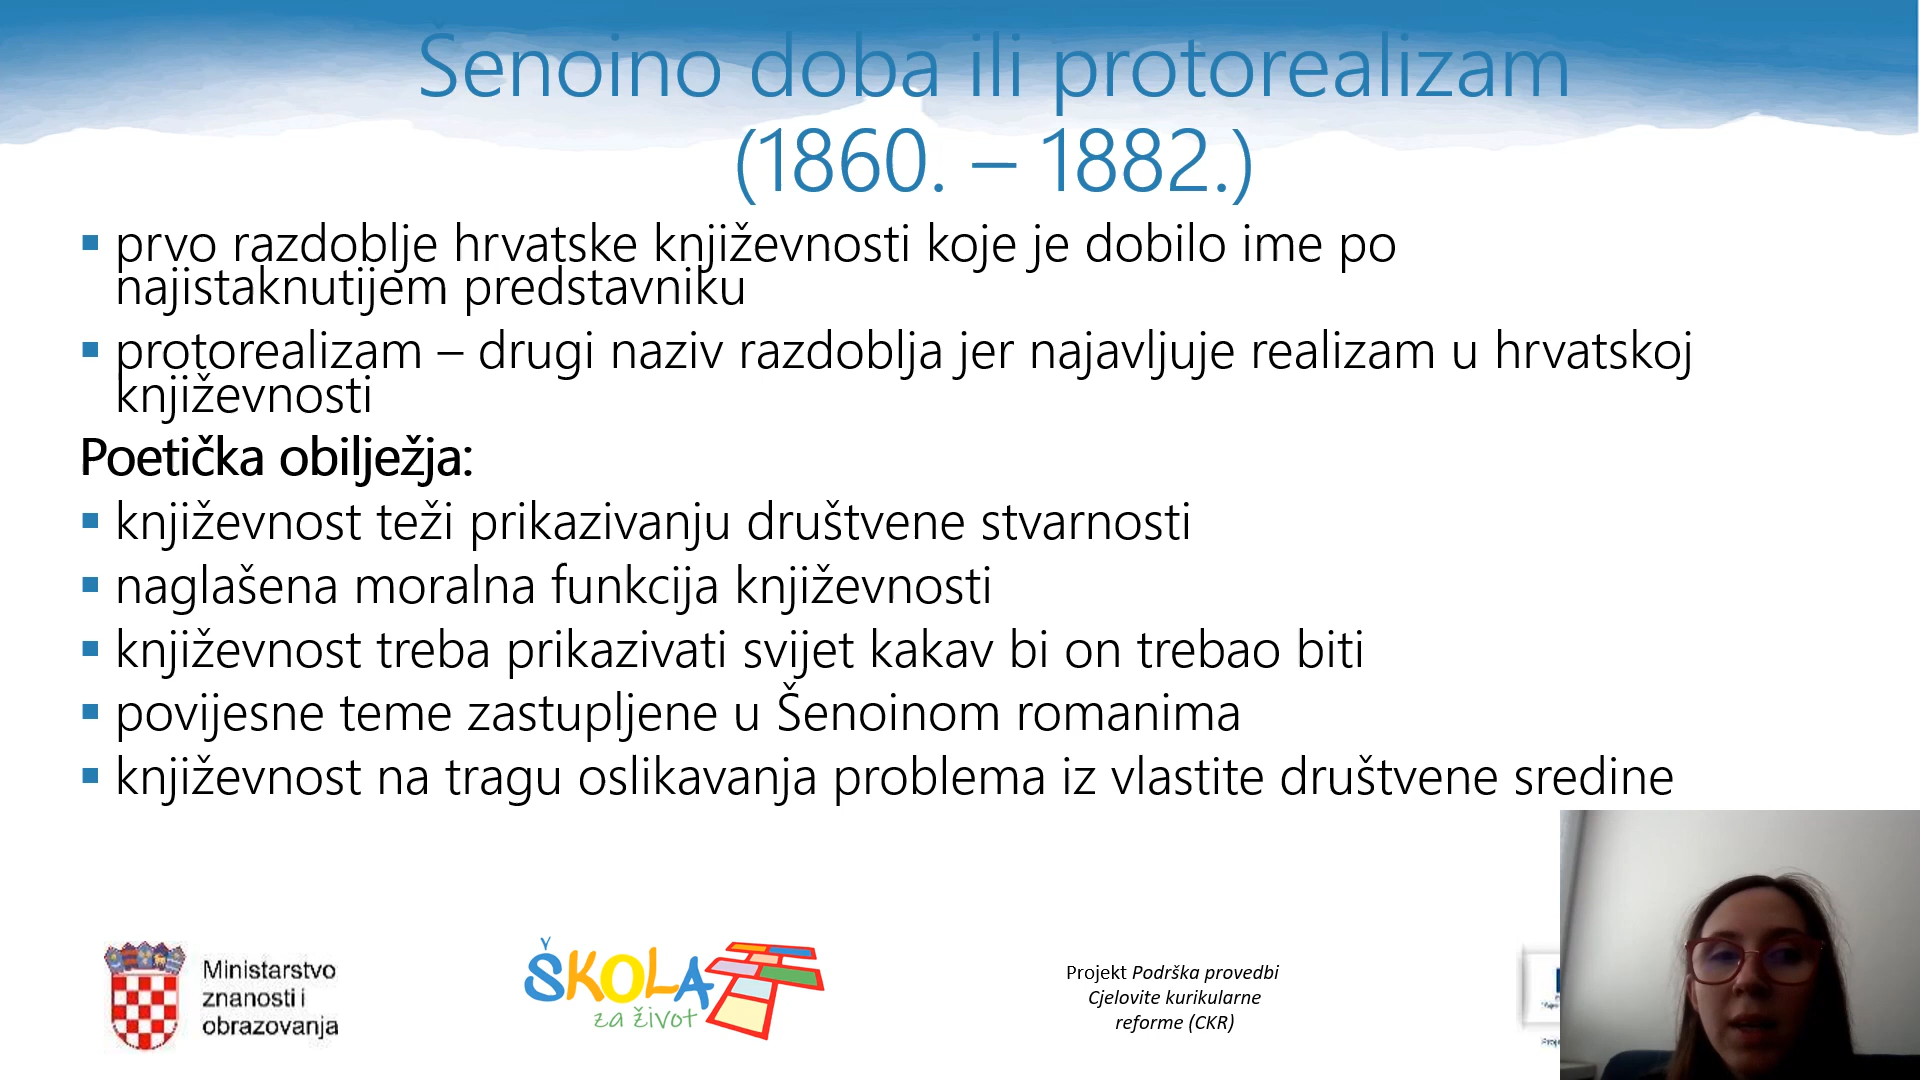 Šenoino doba ili protorealizam
(1860. – 1882.)
prvo razdoblje hrvatske književnosti koje je dobilo ime po
najistaknutijem predstavniku
protorealizam – drugi naziv razdoblja jer najavljuje realizam u hrvatskoj
književnosti
Poetička obilježja:
književnost teži prikazivanju društvene stvarnosti
naglašena moralna funkcija književnosti
književnost treba prikazivati svijet kakav bi on trebao biti
povijesne teme zastupljene u Šenoinom romanima
književnost na tragu oslikavanja problema iz vlastite društvene sredine
Ministarstvo
znanosti i
obrazovanja
ŠKOLA
za život
Projekt Podrška provedbi
Cjelovite kurikularne
reforme (CKR)